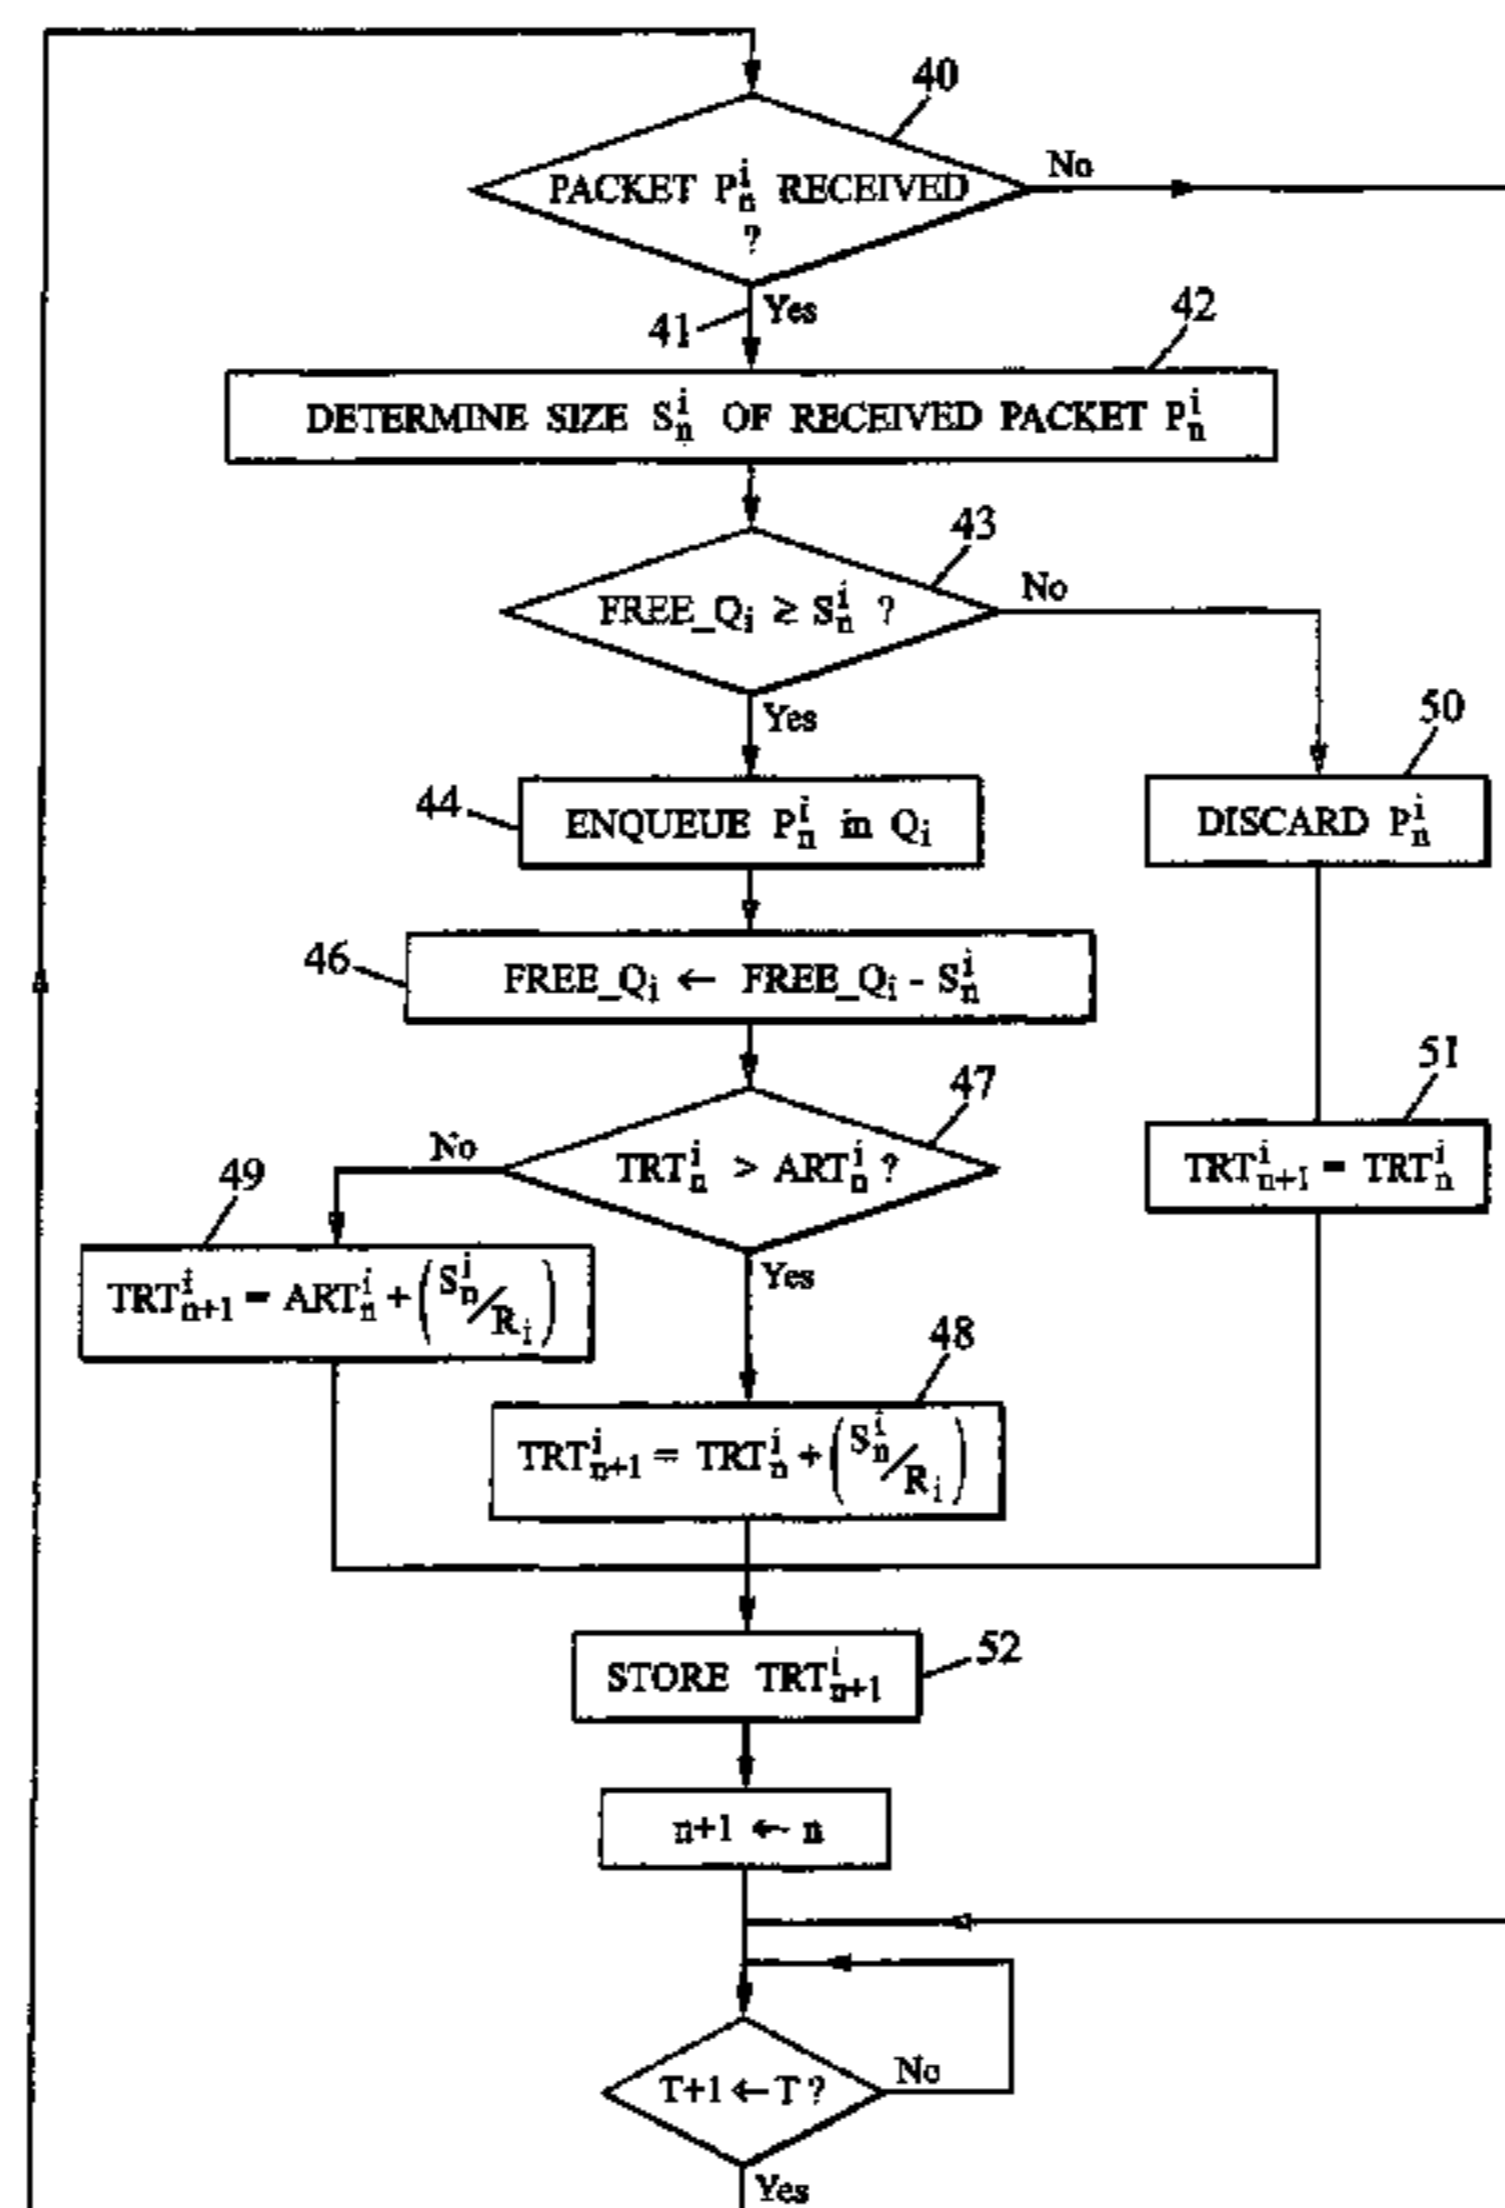 40
PACKET P_n^i RECEIVED
?
No
Yes
41
42
DETERMINE SIZE S_n^i OF RECEIVED PACKET P_n^i
43
FREE_Q_i ≥ S_n^i ?
No
Yes
50
44
ENQUEUE P_n^i in Q_i
DISCARD P_n^i
46
FREE_Q_i ← FREE_Q_i - S_n^i
47
51
TRT_n^i > ART_n^i ?
No
Yes
TRT_{n+1}^i = TRT_n^i
49
TRT_{n+1}^i = ART_n^i + (S_n^i/R_i)
48
TRT_{n+1}^i = TRT_n^i + (S_n^i/R_i)
STORE TRT_{n+1}^i
52
n+1 ← n
T+1 ← T ?
No
Yes